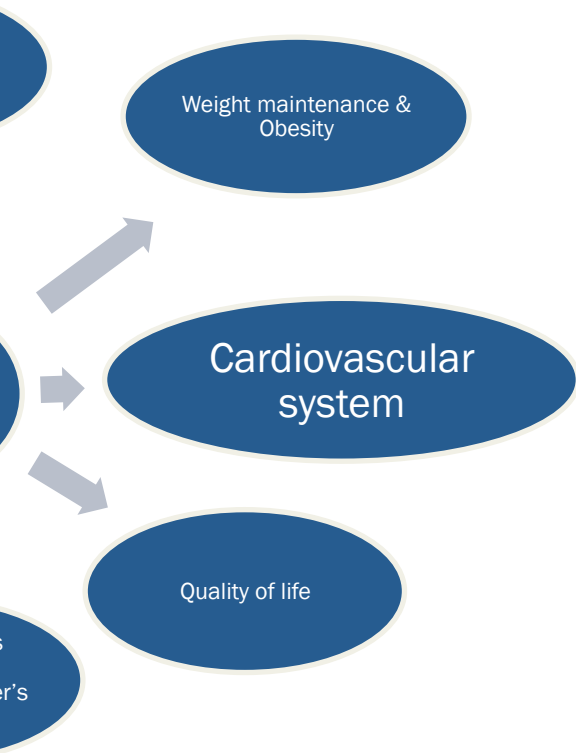 Weight maintenance &
Obesity
Cardiovascular
system
Quality of life